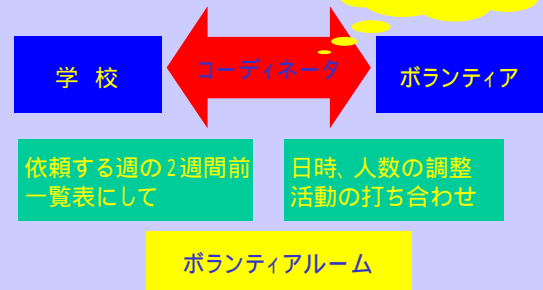 学 校
コーディネータ
ボランティア
依頼する週の2週間前
一覧表にして
日時、人数の調整
活動の打ち合わせ
ボランティアルーム